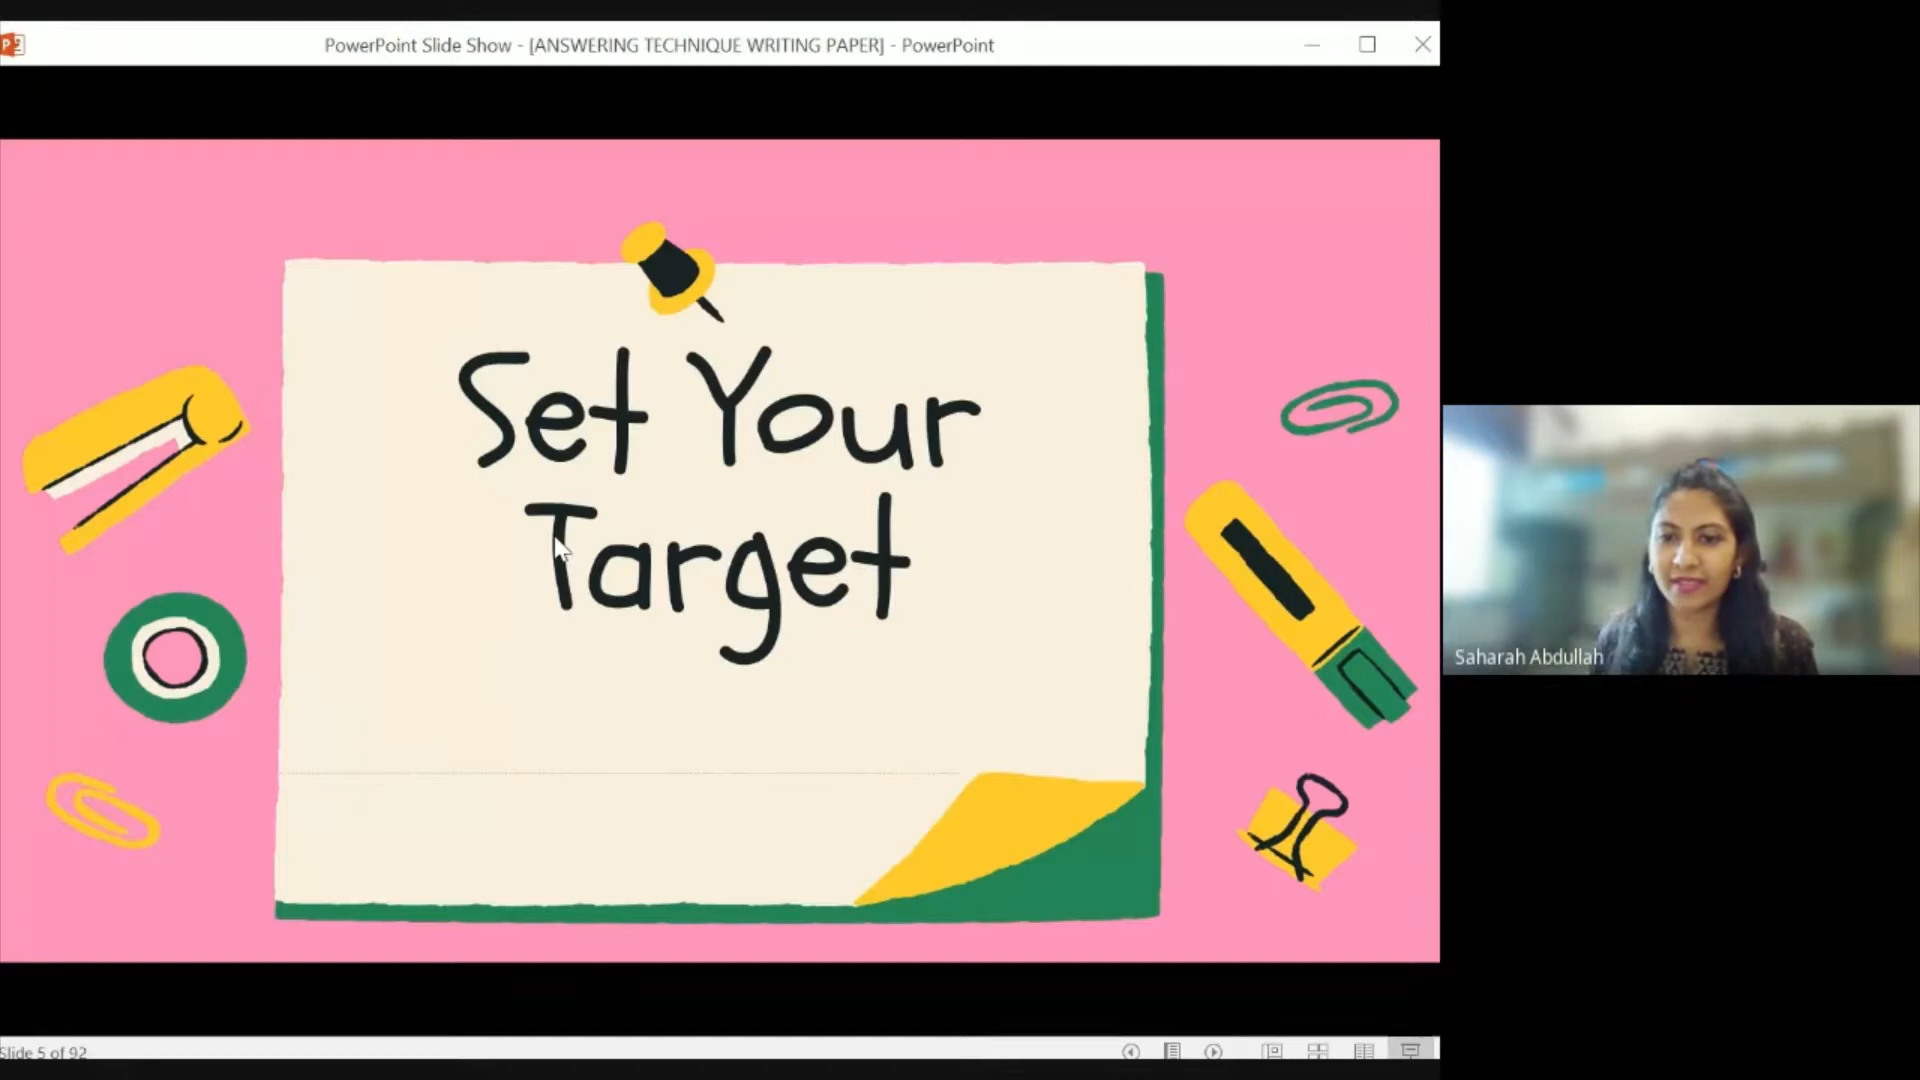 PowerPoint Slide Show - [ANSWERING TECHNIQUE WRITING PAPER] - PowerPoint
Set Your
Target
Saharah Abdullah
Slide 5 of 92